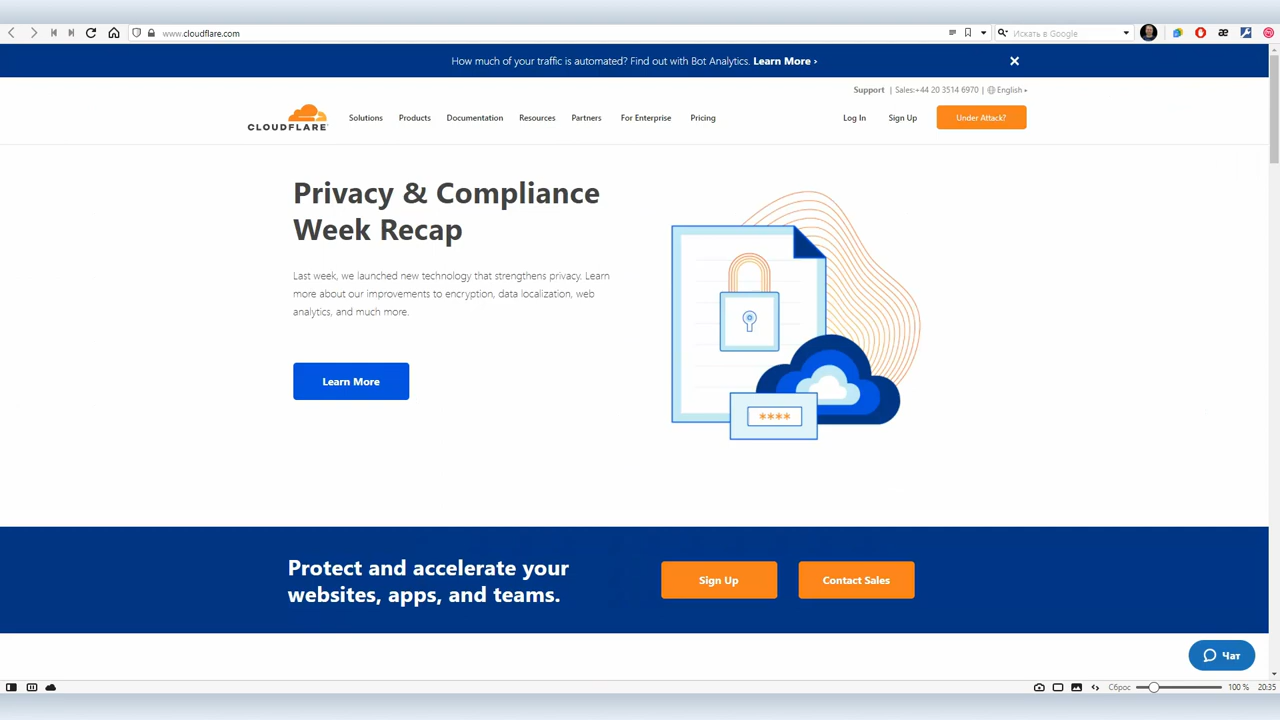 www.cloudflare.com
Искать в Google
How much of your traffic is automated? Find out with Bot Analytics. Learn More ›
Support | Sales:+44 20 3514 6970 | English
CLOUDFLARE
Solutions Products Documentation Resources Partners For Enterprise Pricing
Log In Sign Up Under Attack?
Privacy & Compliance
Week Recap
Last week, we launched new technology that strengthens privacy. Learn
more about our improvements to encryption, data localization, web
analytics, and much more.
Learn More
****
Protect and accelerate your
websites, apps, and teams.
Sign Up Contact Sales
Чат
Сброс 100 % 20:35